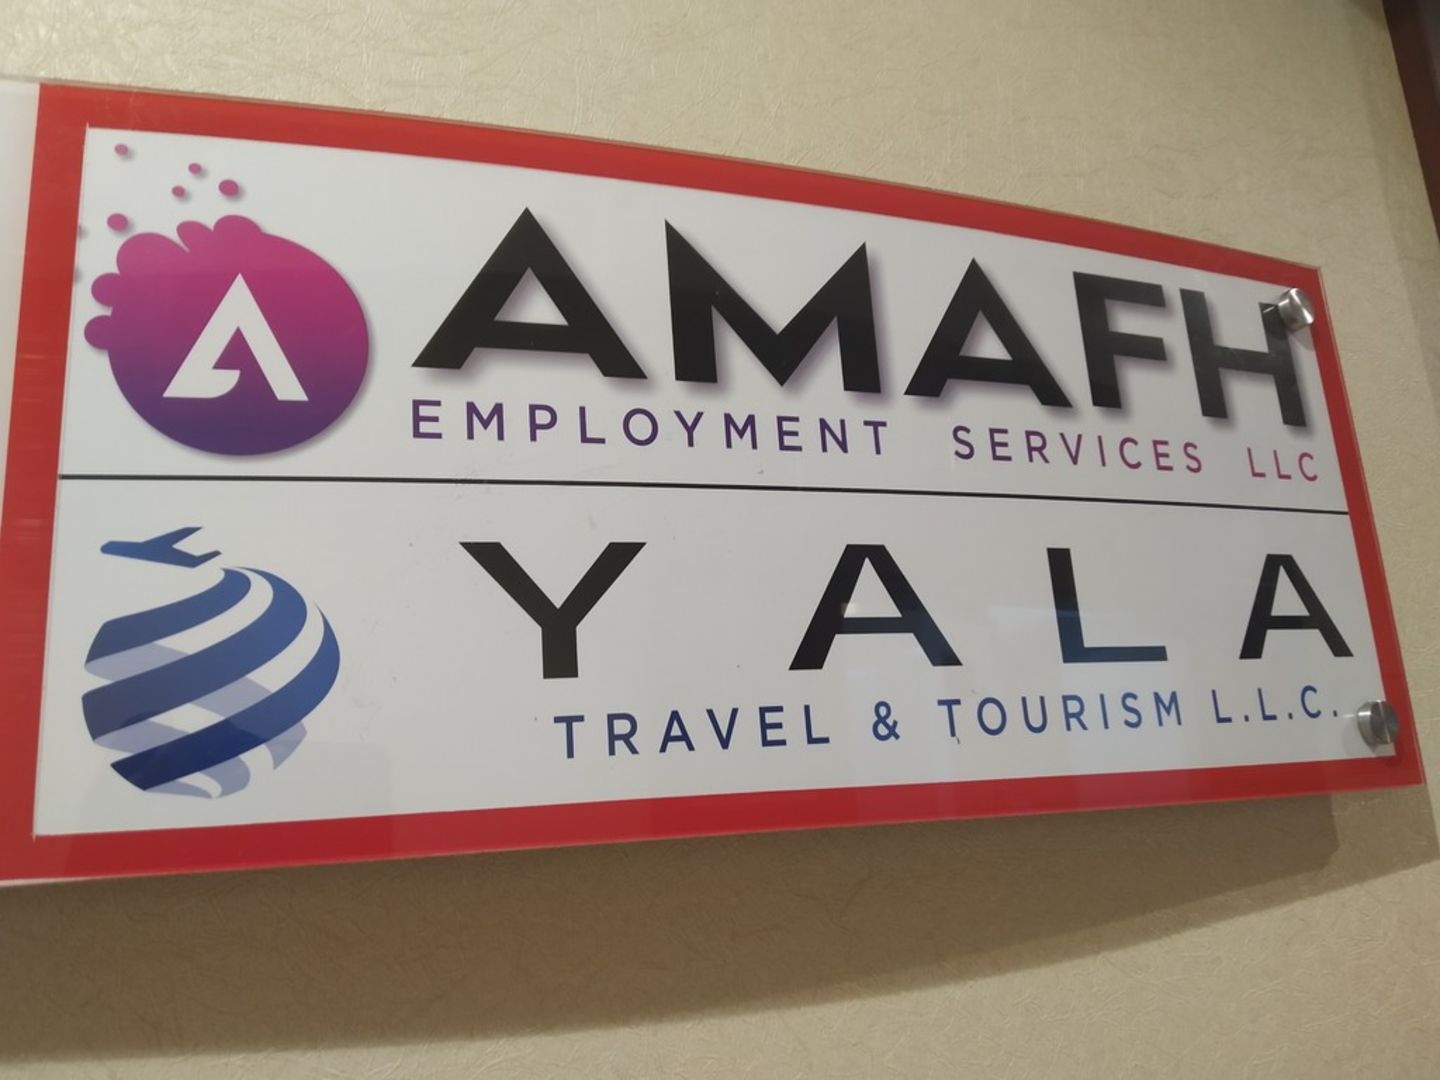 AMAFH
EMPLOYMENT SERVICES LLC
YALA
TRAVEL & TOURISM L.L.C.